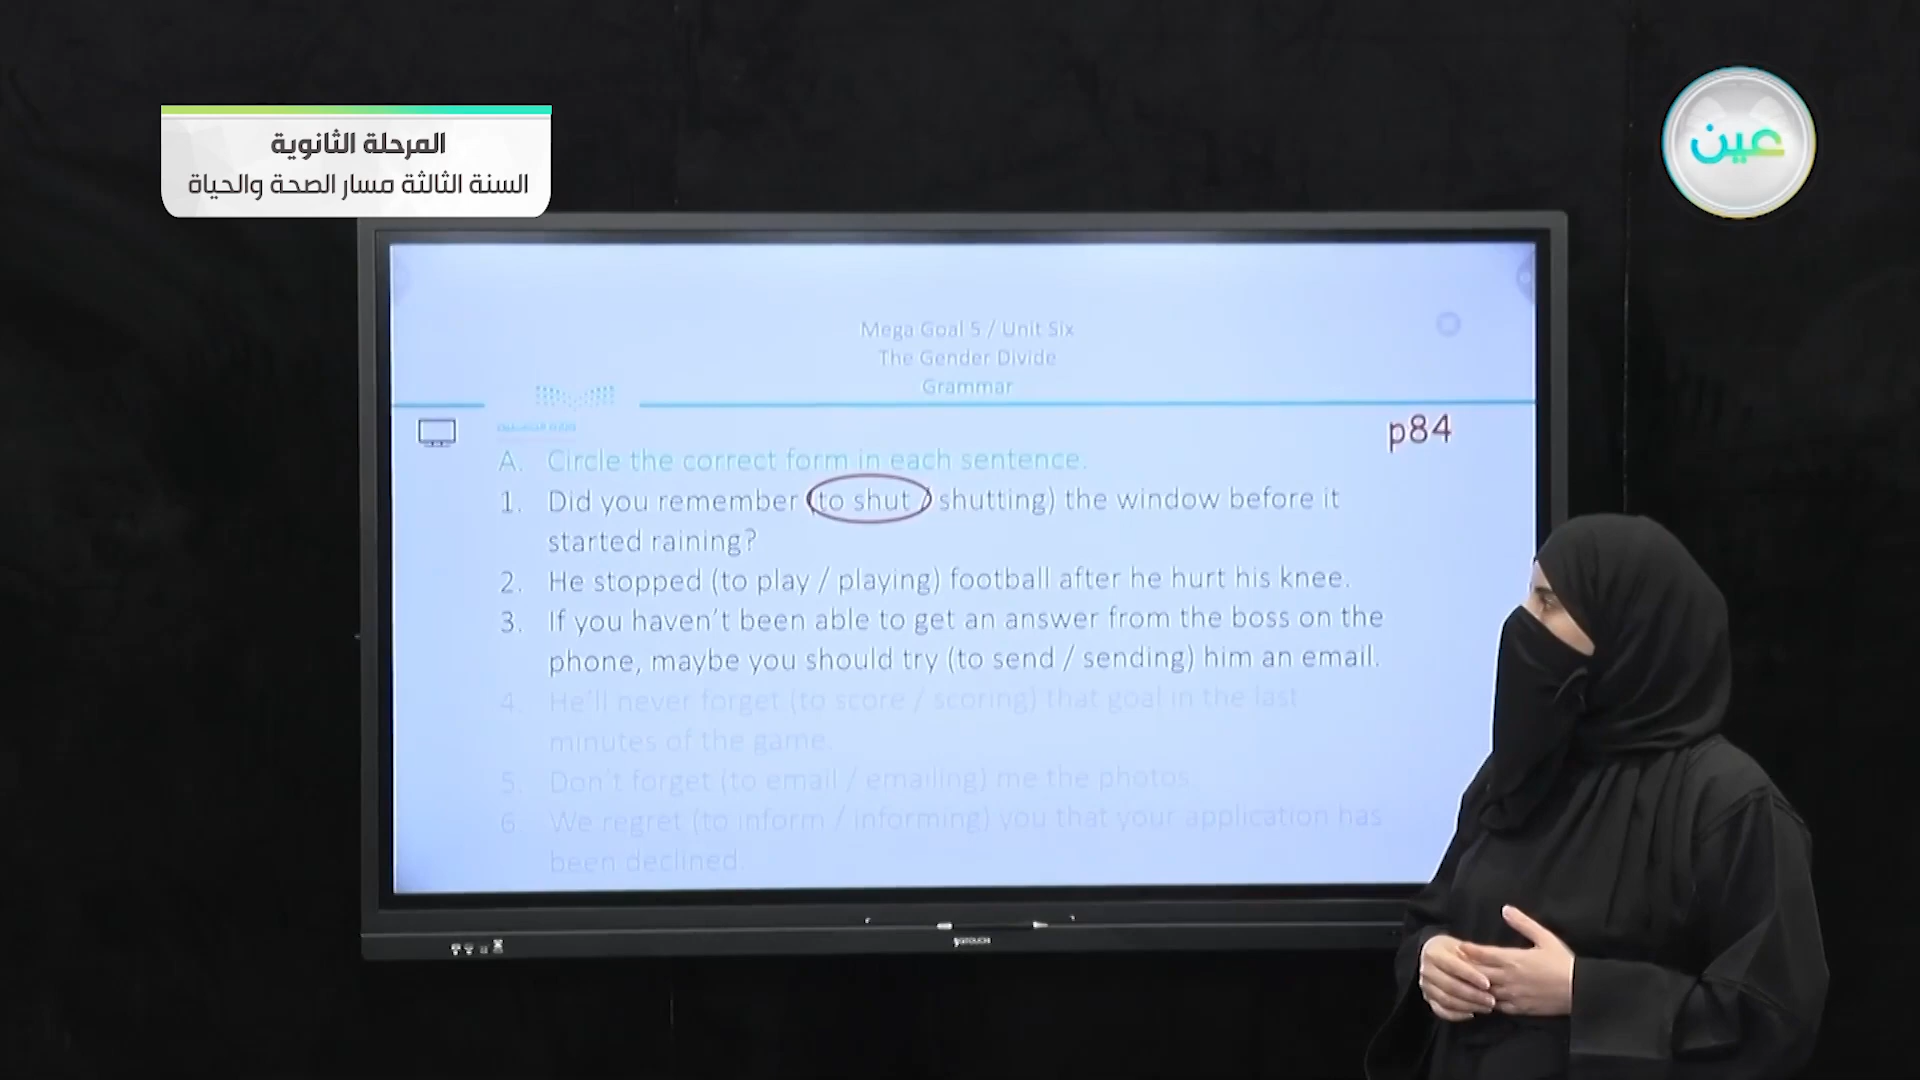 المرحلة الثانوية
السنة الثالثة مسار الصحة والحياة
عين
Mega Goal 5 / Unit Six
The Gender Divide
Grammar
p84
A. Circle the correct form in each sentence.
1. Did you remember (to shut / shutting) the window before it
started raining?
2. He stopped (to play / playing) football after he hurt his knee.
3. If you haven't been able to get an answer from the boss on the
phone, maybe you should try (to send / sending) him an email.
4. He'll never forget (to score / scoring) that goal in the last
minutes of the game.
5. Don't forget (to email / emailing) me the photos.
6. We regret (to inform / informing) you that your application has
been declined.